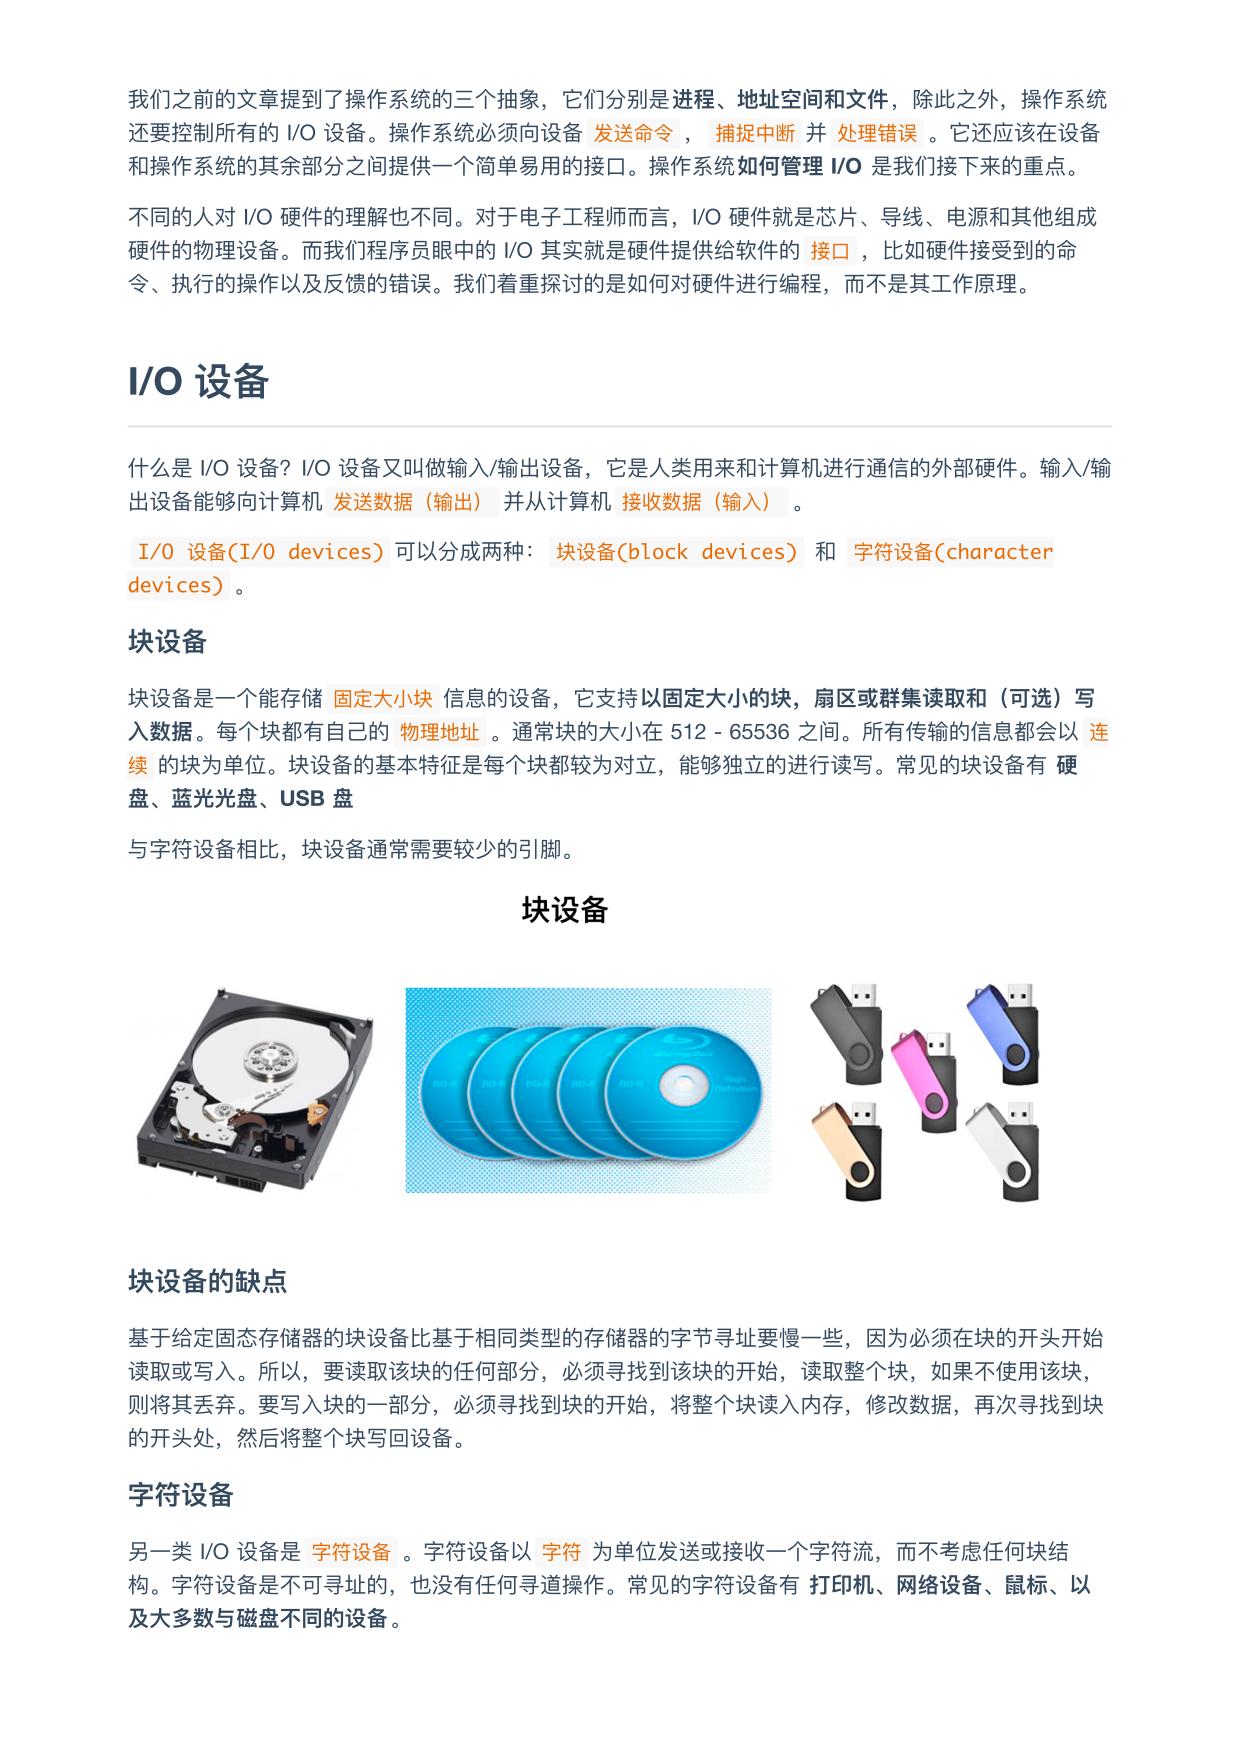 我们之前的文章提到了操作系统的三个抽象，它们分别是进程、地址空间和文件，除此之外，操作系统
还要控制所有的 I/O 设备。操作系统必须向设备 发送命令 ， 捕捉中断 并 处理错误 。它还应该在设备
和操作系统的其余部分之间提供一个简单易用的接口。操作系统如何管理 I/O 是我们接下来的重点。
不同的人对 I/O 硬件的理解也不同。对于电子工程师而言，I/O 硬件就是芯片、导线、电源和其他组成
硬件的物理设备。而我们程序员眼中的 I/O 其实就是硬件提供给软件的 接口 ，比如硬件接受到的命
令、执行的操作以及反馈的错误。我们着重探讨的是如何对硬件进行编程，而不是其工作原理。
I/O 设备
什么是 I/O 设备？I/O 设备又叫做输入/输出设备，它是人类用来和计算机进行通信的外部硬件。输入/输
出设备能够向计算机 发送数据（输出） 并从计算机 接收数据（输入） 。
I/O 设备(I/O devices) 可以分成两种： 块设备(block devices) 和 字符设备(character
devices) 。
块设备
块设备是一个能存储 固定大小块 信息的设备，它支持以固定大小的块，扇区或群集读取和（可选）写
入数据。每个块都有自己的 物理地址 。通常块的大小在 512 - 65536 之间。所有传输的信息都会以 连
续 的块为单位。块设备的基本特征是每个块都较为对立，能够独立的进行读写。常见的块设备有 硬
盘、蓝光光盘、USB 盘
与字符设备相比，块设备通常需要较少的引脚。
块设备
BD-R BD-R BD-R BD-R BD-R High
Definition
块设备的缺点
基于给定固态存储器的块设备比基于相同类型的存储器的字节寻址要慢一些，因为必须在块的开头开始
读取或写入。所以，要读取该块的任何部分，必须寻找到该块的开始，读取整个块，如果不使用该块，
则将其丢弃。要写入块的一部分，必须寻找到块的开始，将整个块读入内存，修改数据，再次寻找到块
的开头处，然后将整个块写回设备。
字符设备
另一类 I/O 设备是 字符设备 。字符设备以 字符 为单位发送或接收一个字符流，而不考虑任何块结
构。字符设备是不可寻址的，也没有任何寻道操作。常见的字符设备有 打印机、网络设备、鼠标、以
及大多数与磁盘不同的设备。